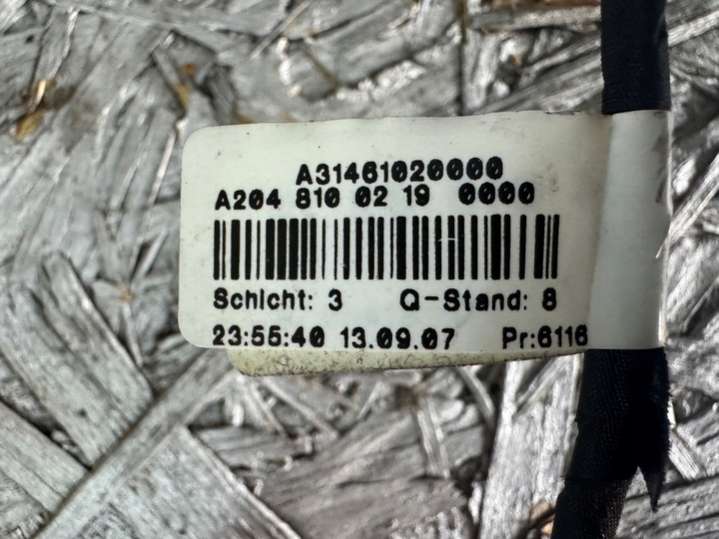 A31461020000
A204 810 02 19 0000
Schicht: 3 Q-Stand: 8
23:55:40 13.09.07 Pr:6116